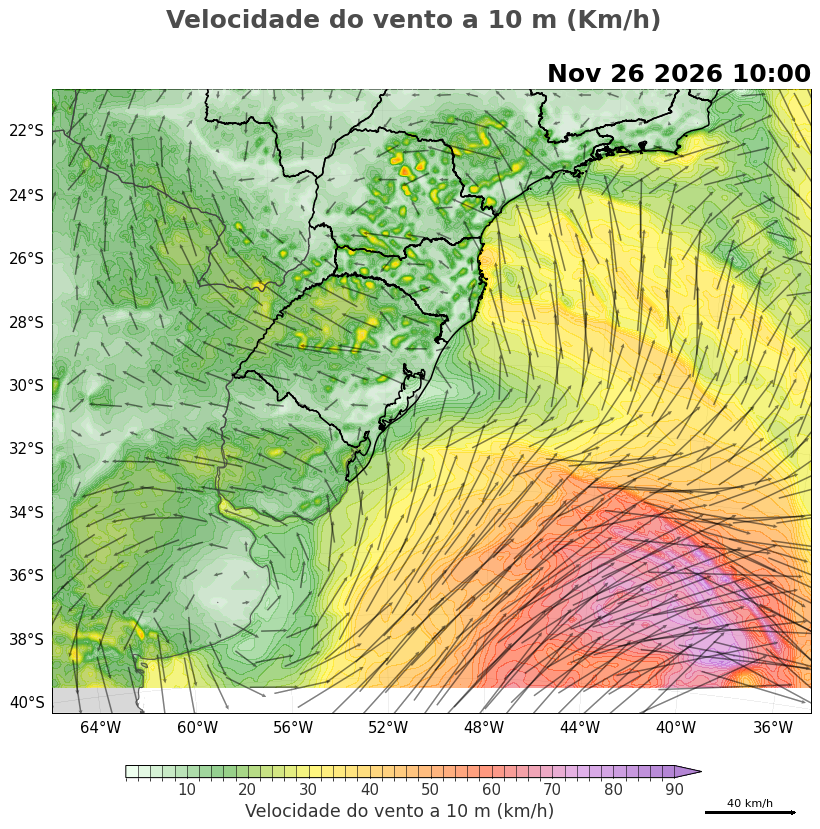 Velocidade do vento a 10 m (Km/h)
Nov 26 2026 10:00
22°S
24°S
26°S
28°S
30°S
32°S
34°S
36°S
38°S
40°S
64°W 60°W 56°W 52°W 48°W 44°W 40°W 36°W
10 20 30 40 50 60 70 80 90
Velocidade do vento a 10 m (km/h)
40 km/h